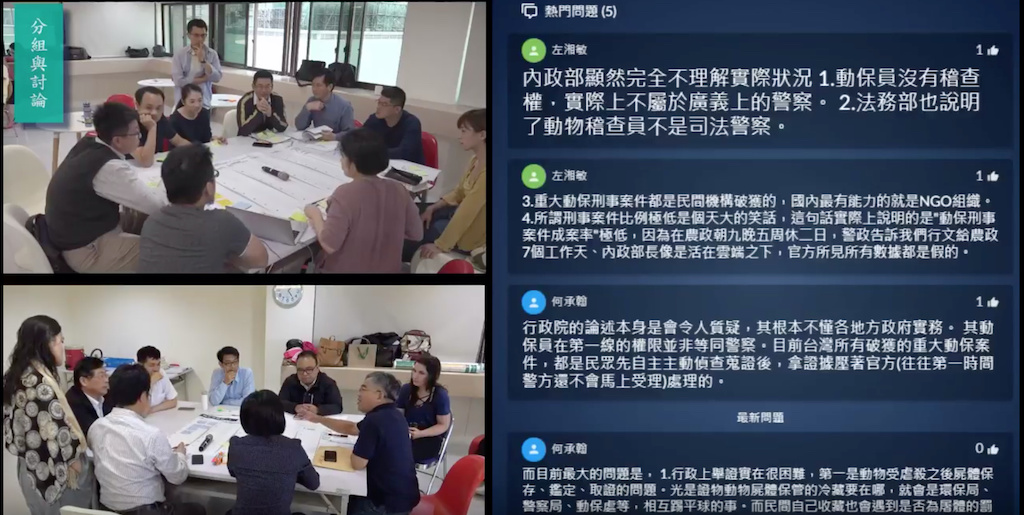 分組與討論
熱門問題 (5)
左湘敏
1
內政部顯然完全不理解實際狀況 1.動保員沒有稽查
權，實際上不屬於廣義上的警察。 2.法務部也說明
了動物稽查員不是司法警察。
左湘敏
1
3.重大動保刑事案件都是民間機構破獲的，國內最有能力的就是NGO組織。
4.所謂刑事案件比例極低是個天大的笑話，這句話實際上說明的是"動保刑事
案件成案率"極低，因為在農政朝九晚五周休二日，警政告訴我們行文給農政
7個工作天、內政部長像是活在雲端之下，官方所見所有數據都是假的。
何承翰
1
行政院的論述本身是會令人質疑，其根本不懂各地方政府實務。 其動
保員在第一線的權限並非等同警察。目前台灣所有破獲的重大動保案
件，都是民眾先自主主動偵查蒐證後，拿證據壓著官方(往往第一時間
警方還不會馬上受理)處理的。
最新問題
何承翰
0
而目前最大的問題是， 1.行政上舉證實在很困難，第一是動物受虐殺之後屍體保
存、鑑定、取證的問題。光是證物動物屍體保管的冷藏要在哪，就會是環保局、
警察局、動保處等，相互踢平球的事。而民間自己收藏也會遇到是否為屠體的罰